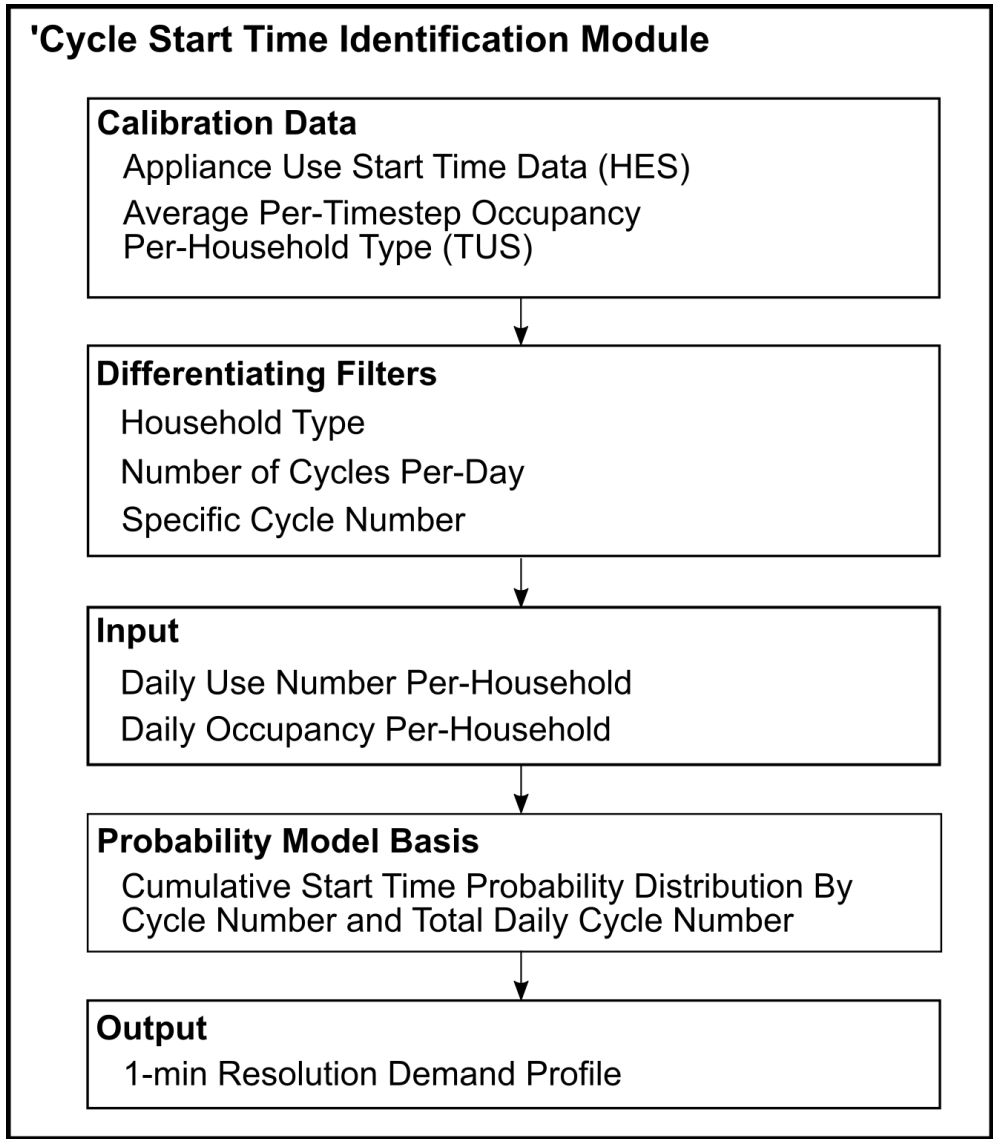 'Cycle Start Time Identification Module
Calibration Data
Appliance Use Start Time Data (HES)
Average Per-Timestep Occupancy
Per-Household Type (TUS)
Differentiating Filters
Household Type
Number of Cycles Per-Day
Specific Cycle Number
Input
Daily Use Number Per-Household
Daily Occupancy Per-Household
Probability Model Basis
Cumulative Start Time Probability Distribution By
Cycle Number and Total Daily Cycle Number
Output
1-min Resolution Demand Profile